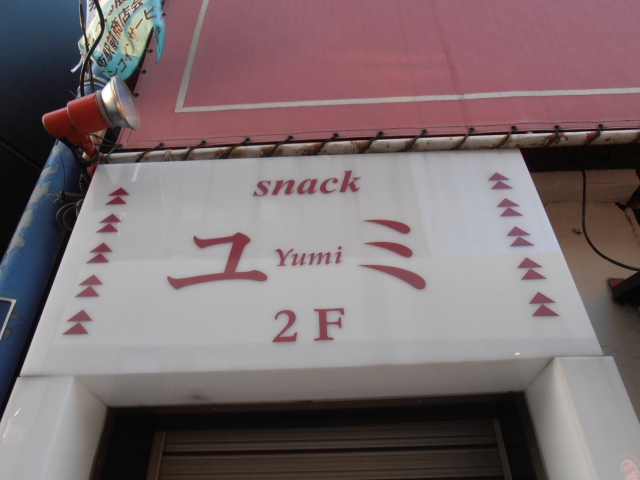 snack
ユ Yumi ミ
2F